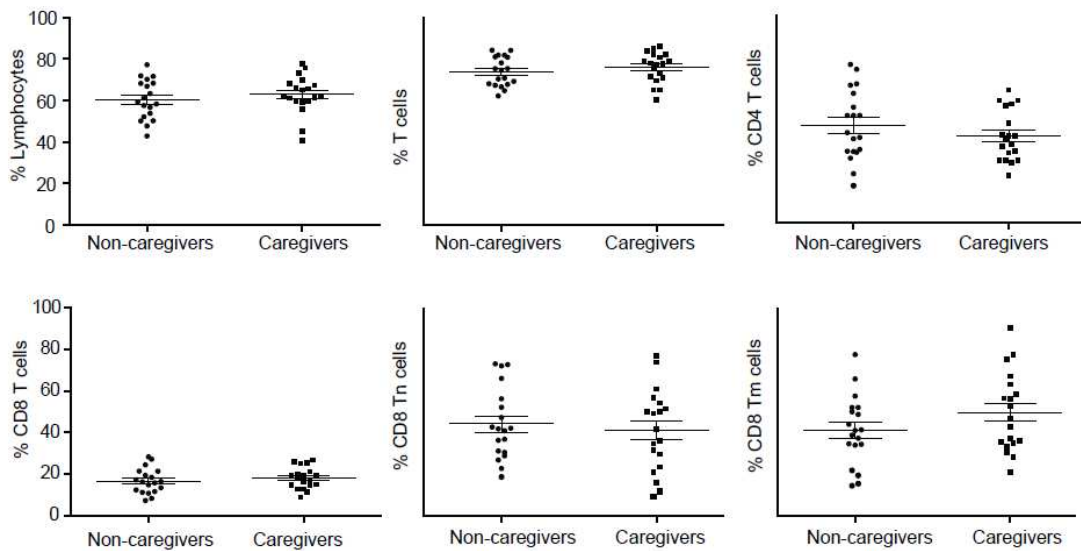 % Lymphocytes
100
80
60
40
20
0
Non-caregivers Caregivers
% T cells
Non-caregivers Caregivers
% CD4 T cells
Non-caregivers Caregivers
% CD8 T cells
100
80
60
40
20
0
Non-caregivers Caregivers
% CD8 Tn cells
Non-caregivers Caregivers
% CD8 Tm cells
Non-caregivers Caregivers